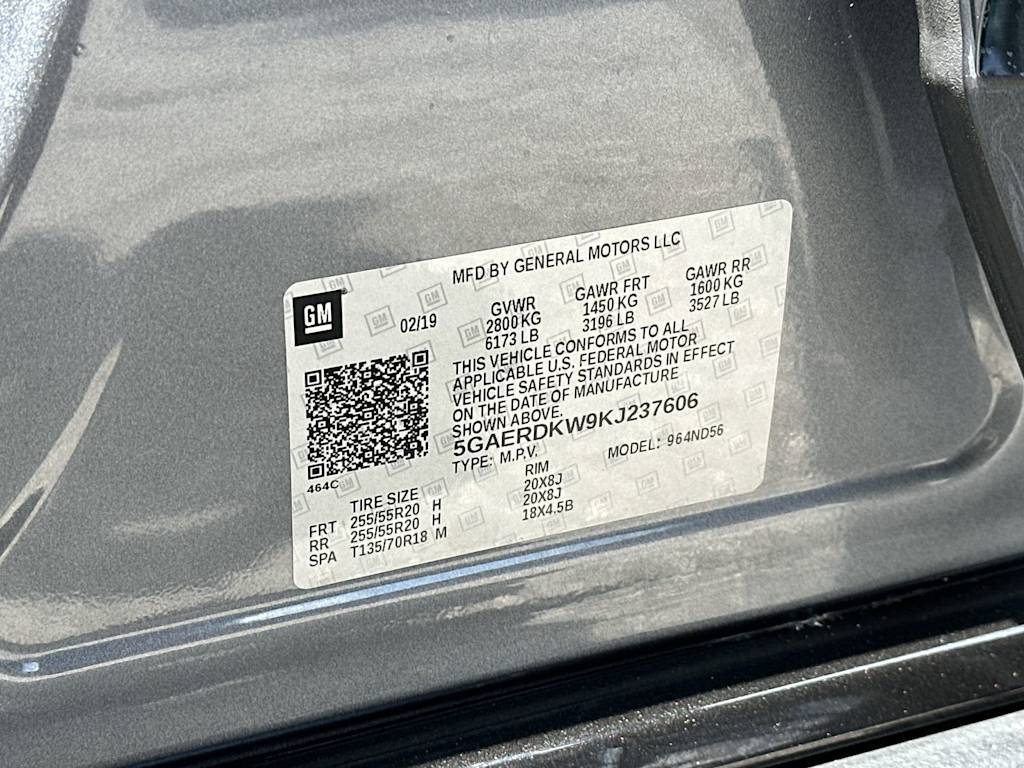 MFD BY GENERAL MOTORS LLC
GM
02/19
GVWR
2800 KG
6173 LB
GAWR FRT
1450 KG
3196 LB
GAWR RR
1600 KG
3527 LB
THIS VEHICLE CONFORMS TO ALL
APPLICABLE U.S. FEDERAL MOTOR
VEHICLE SAFETY STANDARDS IN EFFECT
ON THE DATE OF MANUFACTURE
SHOWN ABOVE.
5GAERDKW9KJ237606
TYPE: M.P.V. MODEL: 964ND56
464C
TIRE SIZE RIM
FRT 255/55R20 H 20X8J
RR 255/55R20 H 20X8J
SPA T135/70R18 M 18X4.5B